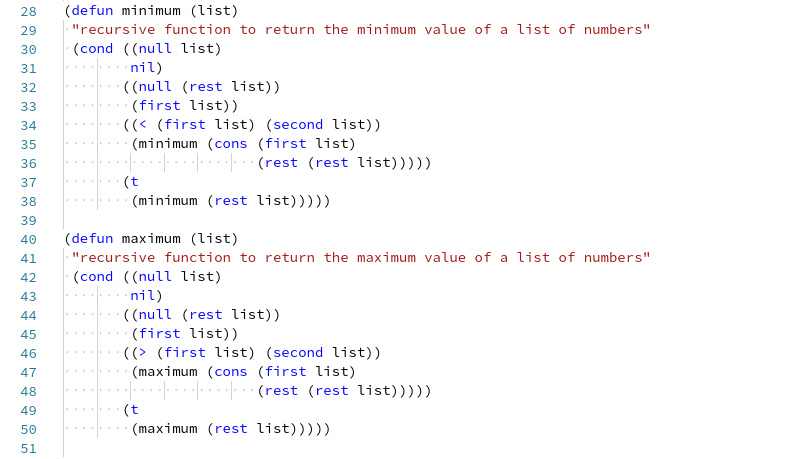 28 (defun minimum (list)
29  "recursive function to return the minimum value of a list of numbers"
30  (cond ((null list)
31         nil)
32        ((null (rest list))
33         (first list))
34        ((< (first list) (second list))
35         (minimum (cons (first list)
36                        (rest (rest list)))))
37        (t
38         (minimum (rest list)))))
39
40 (defun maximum (list)
41  "recursive function to return the maximum value of a list of numbers"
42  (cond ((null list)
43         nil)
44        ((null (rest list))
45         (first list))
46        ((> (first list) (second list))
47         (maximum (cons (first list)
48                        (rest (rest list)))))
49        (t
50         (maximum (rest list)))))
51